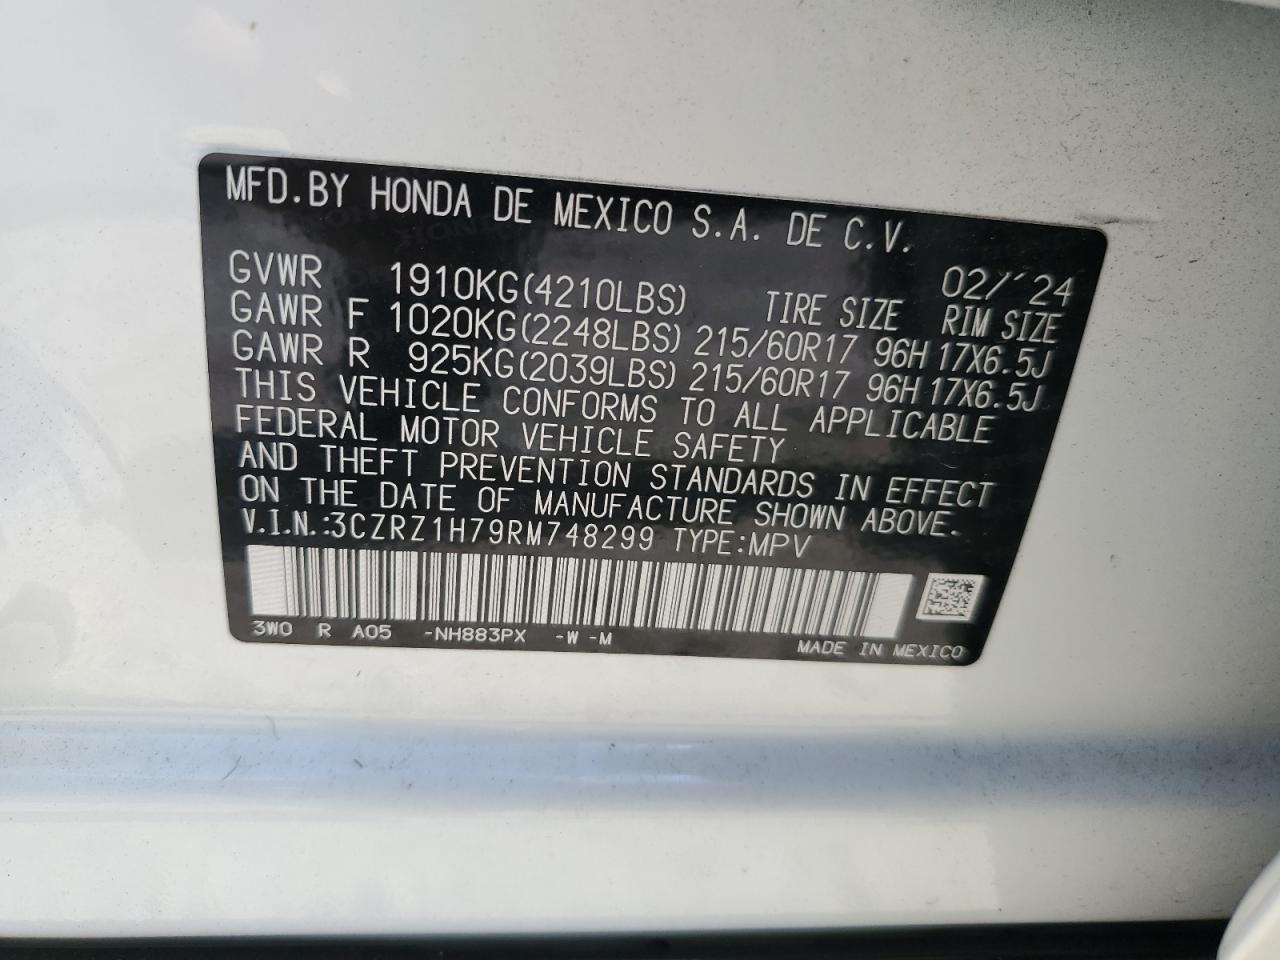 MFD.BY HONDA DE MEXICO S.A. DE C.V.
02/'24
GVWR 1910KG(4210LBS) TIRE SIZE RIM SIZE
GAWR F 1020KG(2248LBS) 215/60R17 96H 17X6.5J
GAWR R 925KG(2039LBS) 215/60R17 96H 17X6.5J
THIS VEHICLE CONFORMS TO ALL APPLICABLE
FEDERAL MOTOR VEHICLE SAFETY
AND THEFT PREVENTION STANDARDS IN EFFECT
ON THE DATE OF MANUFACTURE SHOWN ABOVE.
V.I.N.:3CZRZ1H79RM748299 TYPE:MPV
3W0 R A05 -NH883PX -W -M
MADE IN MEXICO